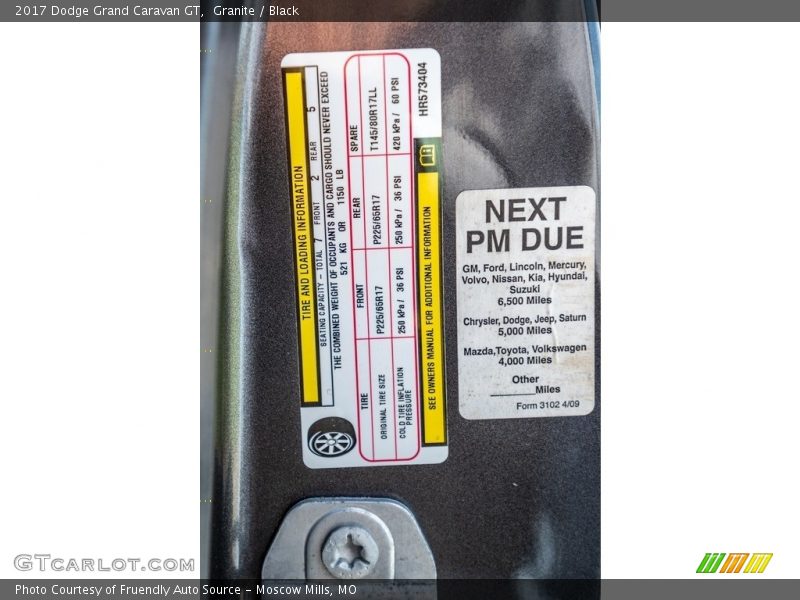 2017 Dodge Grand Caravan GT,  Granite / Black
TIRE AND LOADING INFORMATION
SEATING CAPACITY - TOTAL 7 FRONT 2 REAR 5
THE COMBINED WEIGHT OF OCCUPANTS AND CARGO SHOULD NEVER EXCEED
521 KG OR 1150 LB
TIRE FRONT REAR SPARE
ORIGINAL TIRE SIZE P225/65R17 P225/65R17 T145/80R17LL
COLD TIRE INFLATION
PRESSURE
250 kPa / 36 PSI 250 kPa / 36 PSI 420 kPa / 60 PSI
SEE OWNERS MANUAL FOR ADDITIONAL INFORMATION
HR573404
NEXT
PM DUE
GM, Ford, Lincoln, Mercury,
Volvo, Nissan, Kia, Hyundai,
Suzuki
6,500 Miles
Chrysler, Dodge, Jeep, Saturn
5,000 Miles
Mazda,Toyota, Volkswagen
4,000 Miles
Other
______Miles
Form 3102 4/09
GTCARLOT.COM
Photo Courtesy of Fruendly Auto Source - Moscow Mills, MO